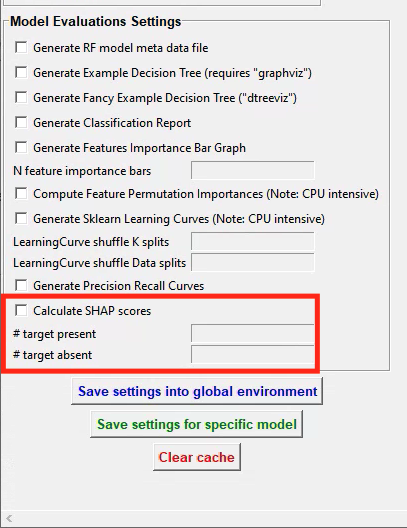 Model Evaluations Settings
Generate RF model meta data file
Generate Example Decision Tree (requires "graphviz")
Generate Fancy Example Decision Tree ("dtreeviz")
Generate Classification Report
Generate Features Importance Bar Graph
N feature importance bars
Compute Feature Permutation Importances (Note: CPU intensive)
Generate Sklearn Learning Curves (Note: CPU intensive)
LearningCurve shuffle K splits
LearningCurve shuffle Data splits
Generate Precision Recall Curves
Calculate SHAP scores
# target present
# target absent
Save settings into global environment
Save settings for specific model
Clear cache